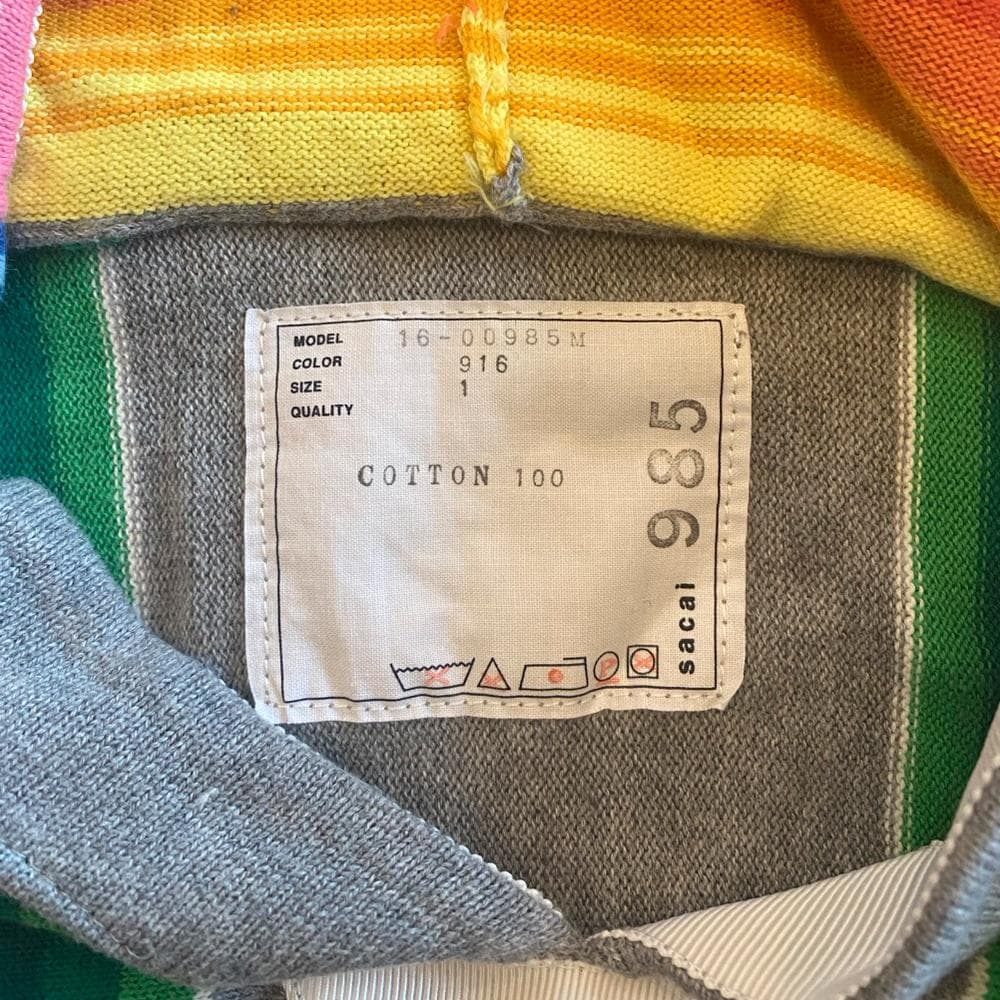 MODEL 16-00985M
COLOR 916
SIZE 1
QUALITY
COTTON 100
sacai 985
P